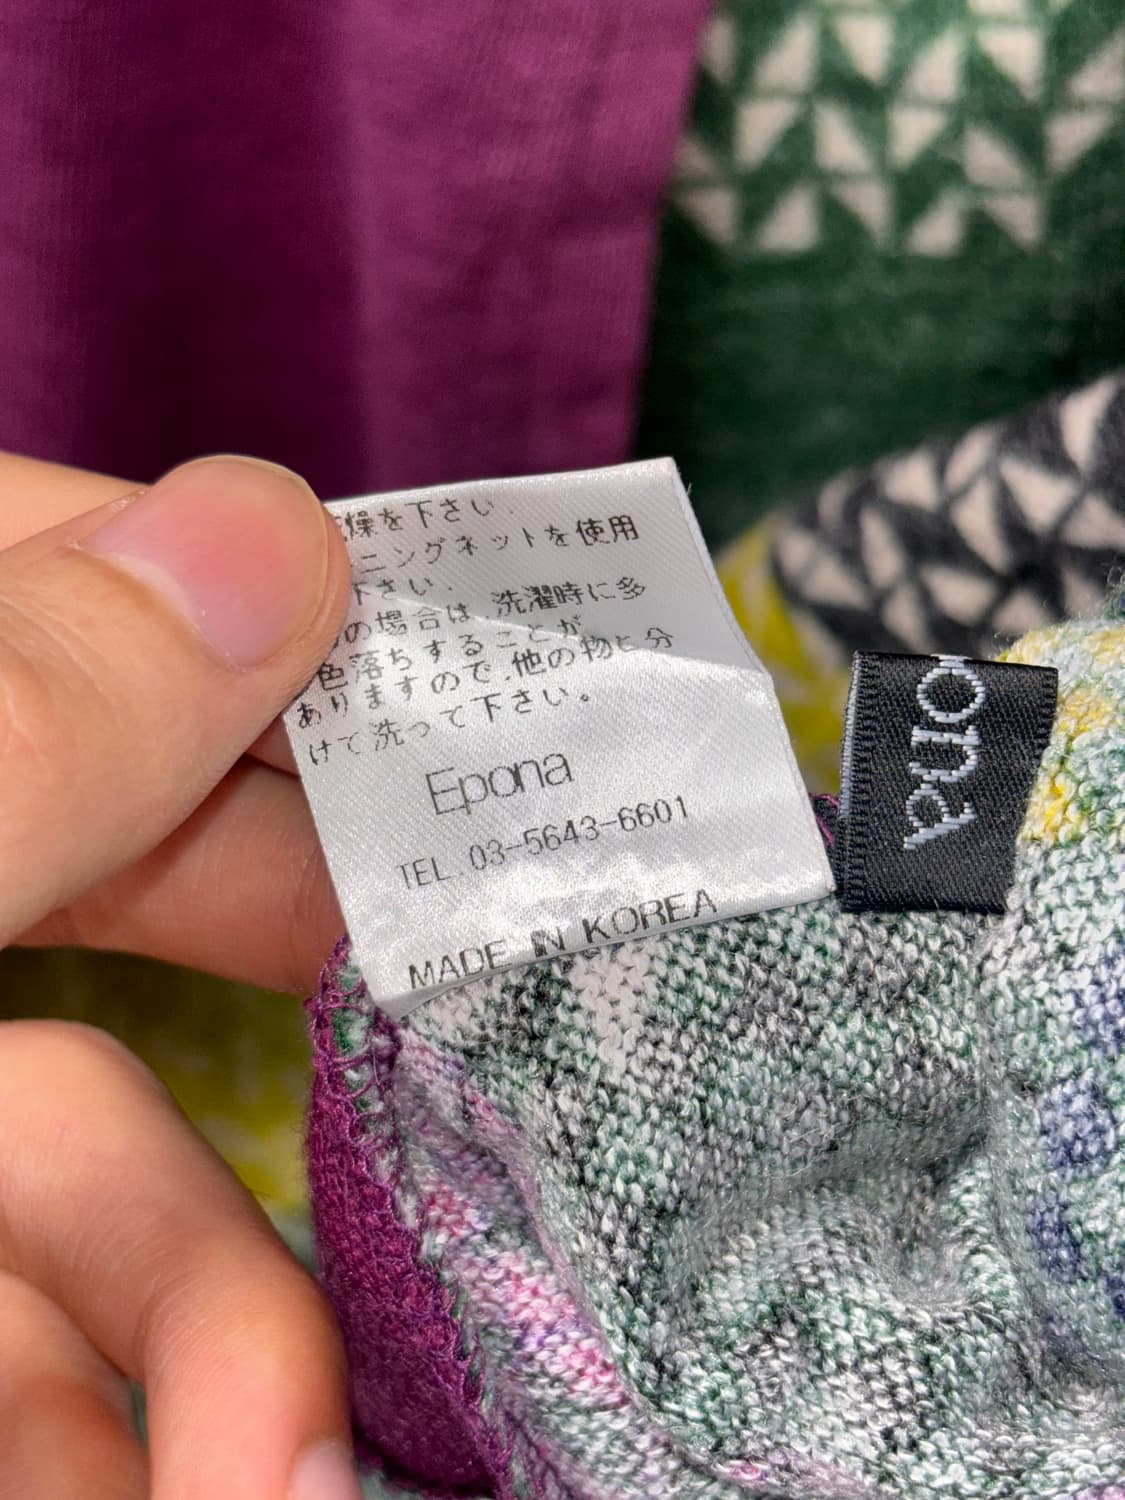 燥を下さい.
ニングネットを使用
下さい.
の場合は、洗濯時に多
色落ちすることが
ありますので、他の物と分
けて洗って下さい。
Epona
TEL. 03-5643-6601
MADE IN KOREA
ona